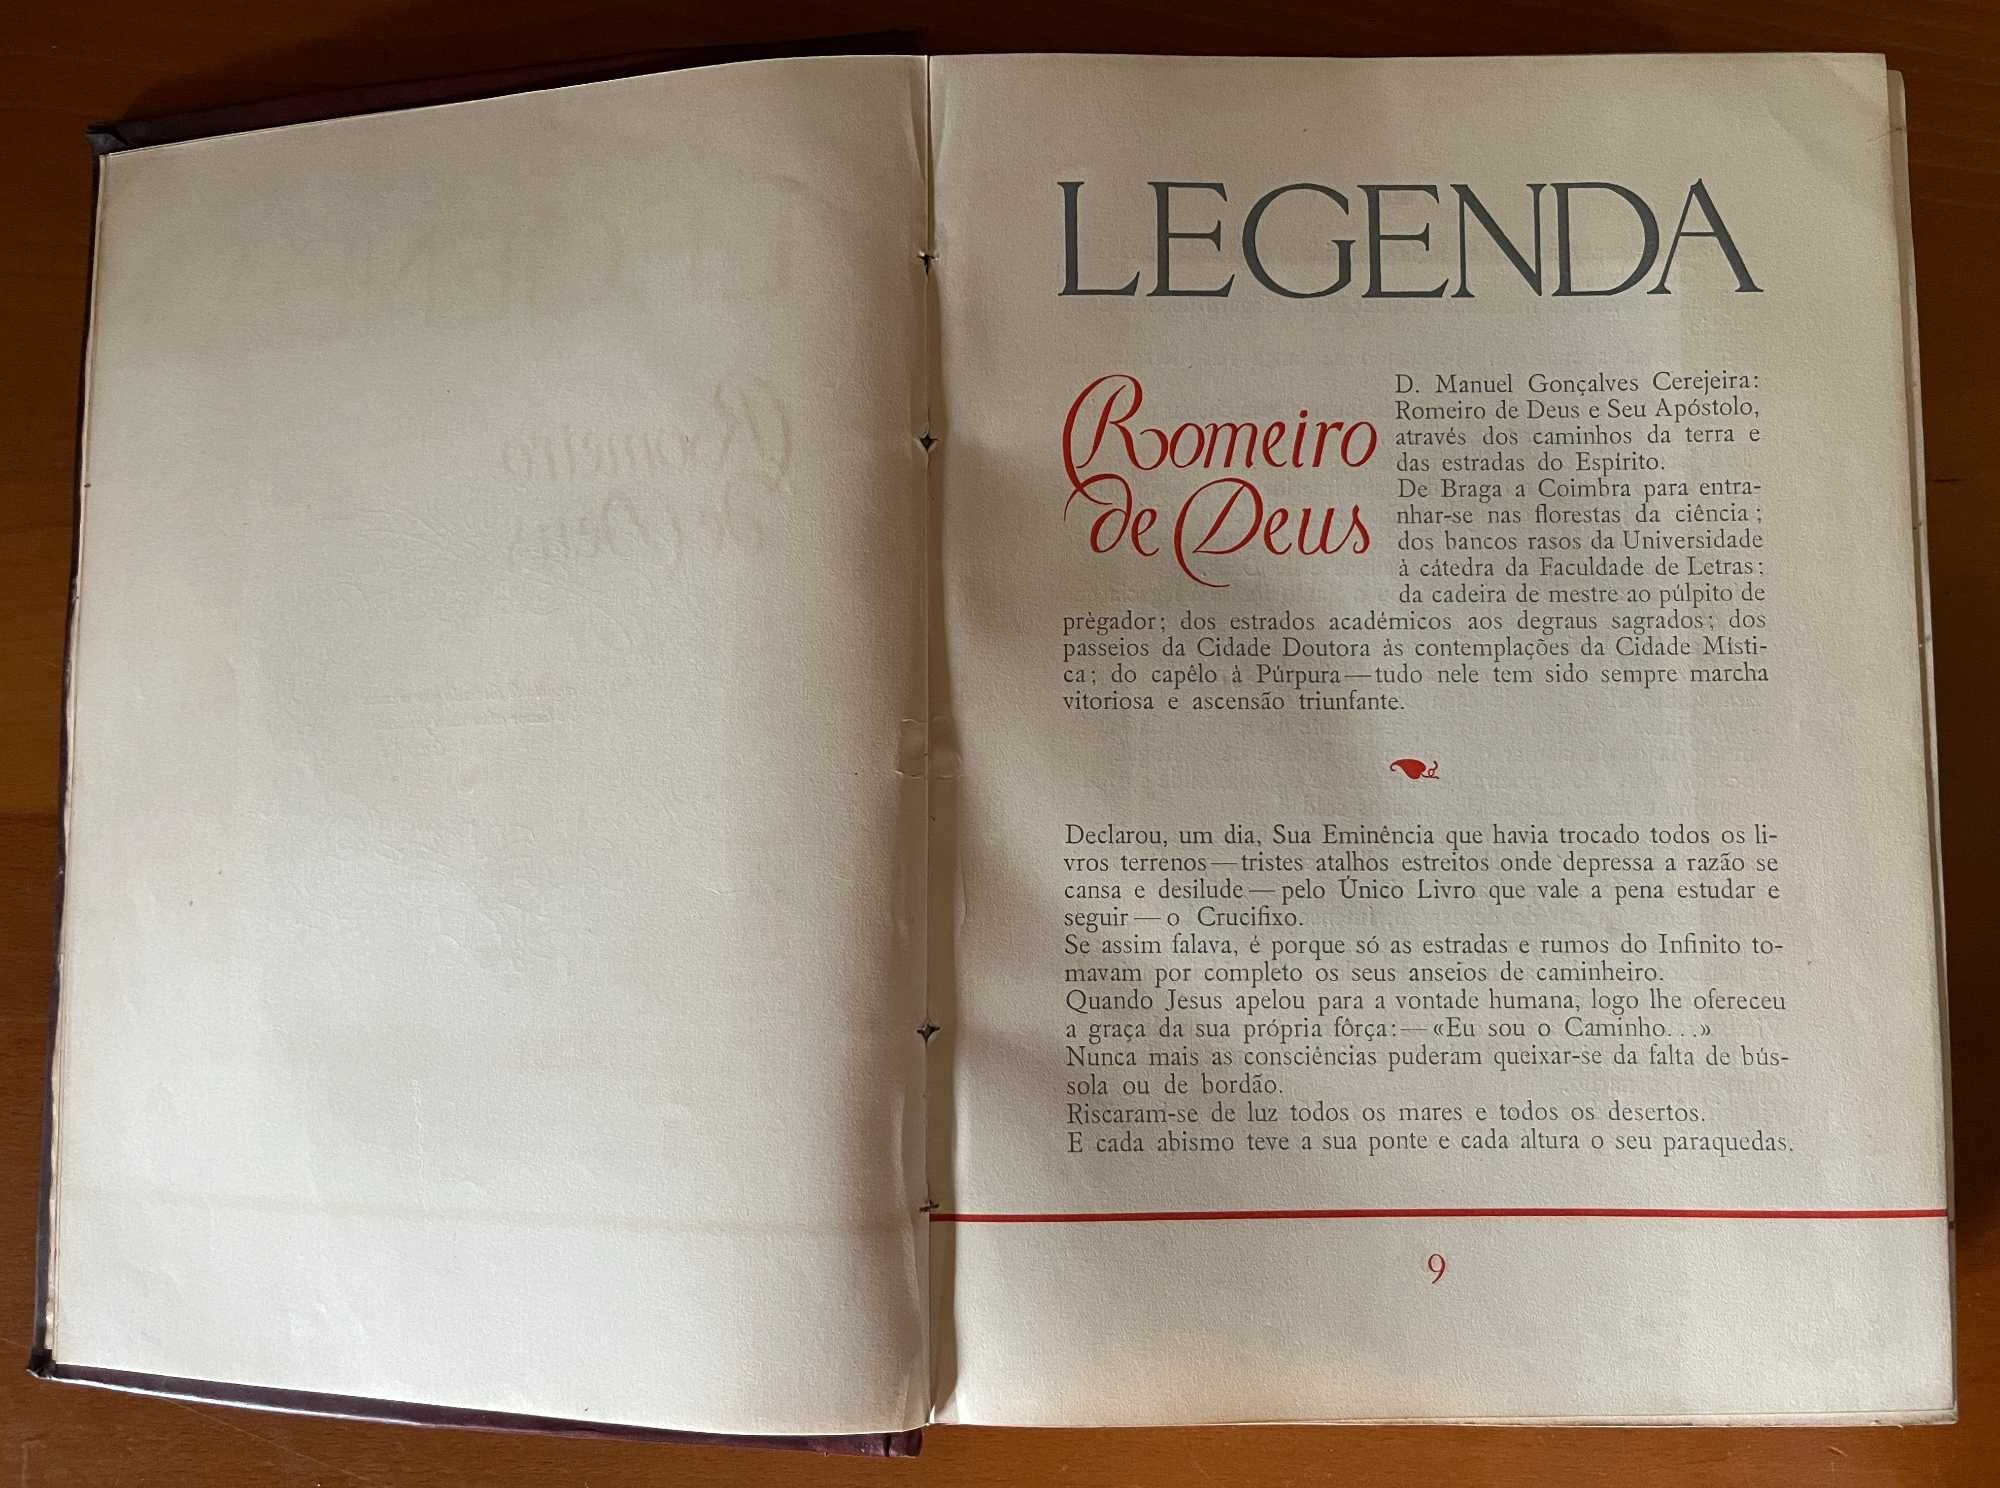 LEGENDA
Romeiro
de Deus
D. Manuel Gonçalves Cerejeira:
Romeiro de Deus e Seu Apóstolo,
através dos caminhos da terra e
das estradas do Espírito.
De Braga a Coimbra para entra-
nhar-se nas florestas da ciência;
dos bancos rasos da Universidade
à cátedra da Faculdade de Letras;
da cadeira de mestre ao púlpito de
prègador; dos estrados académicos aos degraus sagrados; dos
passeios da Cidade Doutora às contemplações da Cidade Místi-
ca; do capêlo à Púrpura—tudo nele tem sido sempre marcha
vitoriosa e ascensão triunfante.
Declarou, um dia, Sua Eminência que havia trocado todos os li-
vros terrenos—tristes atalhos estreitos onde depressa a razão se
cansa e desilude—pelo Único Livro que vale a pena estudar e
seguir—o Crucifixo.
Se assim falava, é porque só as estradas e rumos do Infinito to-
mavam por completo os seus anseios de caminheiro.
Quando Jesus apelou para a vontade humana, logo lhe ofereceu
a graça da sua própria fôrça:—«Eu sou o Caminho...»
Nunca mais as consciências puderam queixar-se da falta de bús-
sola ou de bordão.
Riscaram-se de luz todos os mares e todos os desertos.
E cada abismo teve a sua ponte e cada altura o seu paraquedas.
9